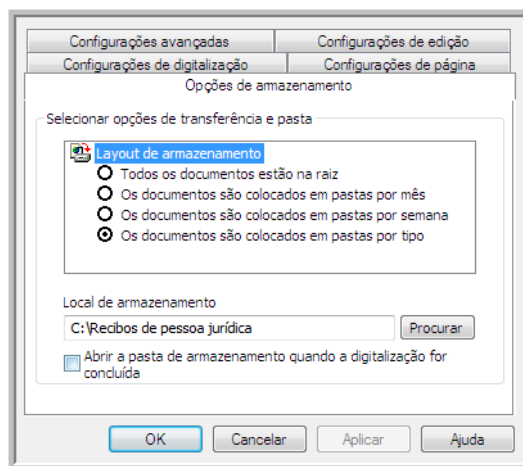 Configurações avançadas
Configurações de edição
Configurações de digitalização
Configurações de página
Opções de armazenamento
Selecionar opções de transferência e pasta
Layout de armazenamento
Todos os documentos estão na raiz
Os documentos são colocados em pastas por mês
Os documentos são colocados em pastas por semana
Os documentos são colocados em pastas por tipo
Local de armazenamento
C:\Recibos de pessoa jurídica
Procurar
Abrir a pasta de armazenamento quando a digitalização for
concluída
OK
Cancelar
Aplicar
Ajuda